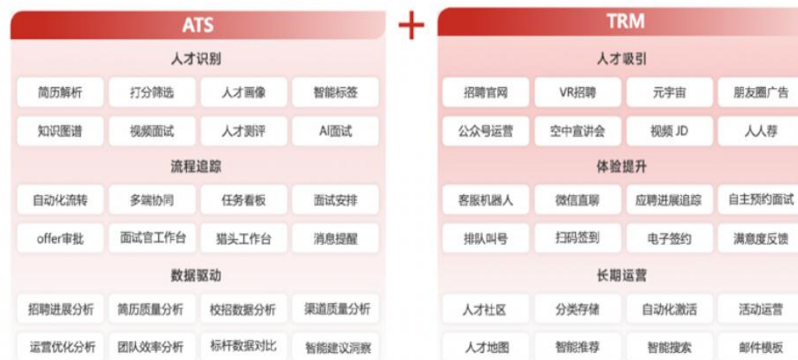 ATS
人才识别
简历解析 打分筛选 人才画像 智能标签
知识图谱 视频面试 人才测评 AI面试
流程追踪
自动化流转 多端协同 任务看板 面试安排
offer审批 面试官工作台 猎头工作台 消息提醒
数据驱动
招聘进展分析 简历质量分析 校招数据分析 渠道质量分析
运营优化分析 团队效率分析 标杆数据对比 智能建议洞察
+
TRM
人才吸引
招聘官网 VR招聘 元宇宙 朋友圈广告
公众号运营 空中宣讲会 视频 JD 人人荐
体验提升
客服机器人 微信直聊 应聘进展追踪 自主预约面试
排队叫号 扫码签到 电子签约 满意度反馈
长期运营
人才社区 分类存储 自动化激活 活动运营
人才地图 智能推荐 智能搜索 邮件模板